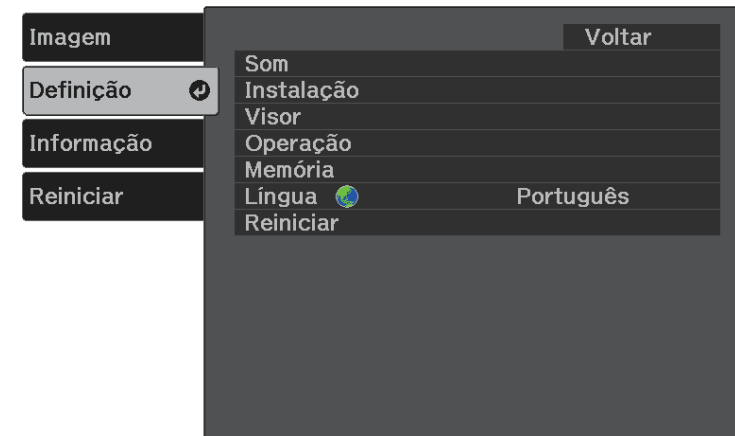 Imagem
Definição
Informação
Reiniciar
Voltar
Som
Instalação
Visor
Operação
Memória
Língua Português
Reiniciar